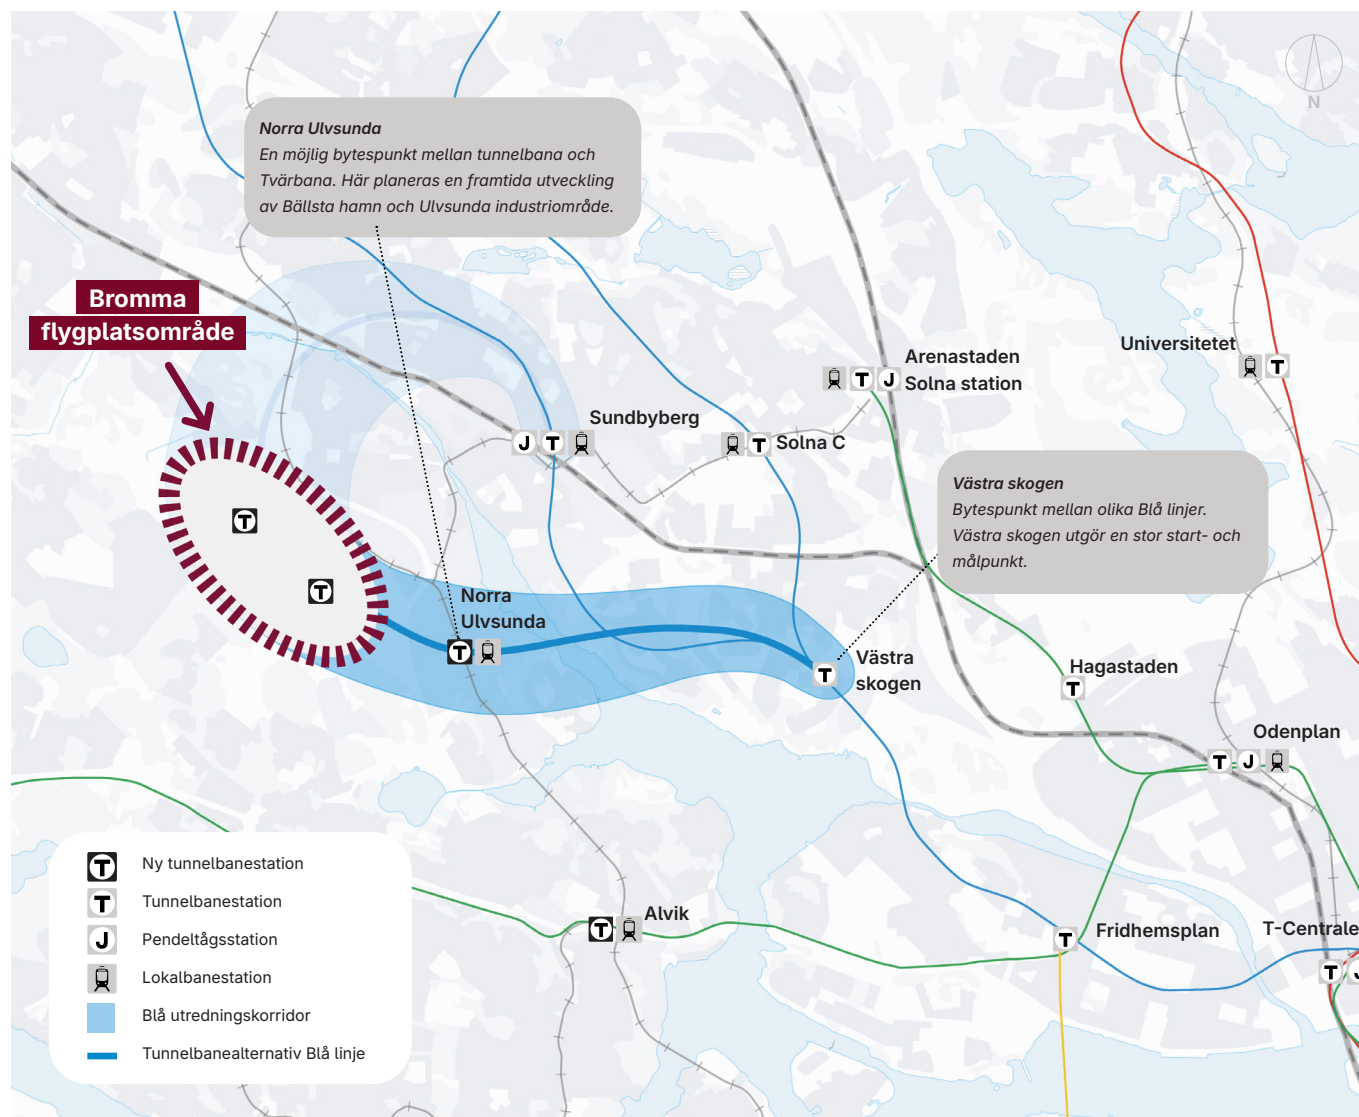 N
Norra Ulvsunda
En möjlig bytespunkt mellan tunnelbana och
Tvärbana. Här planeras en framtida utveckling
av Bällsta hamn och Ulvsunda industriområde.
Bromma
flygplatsområde
Universitetet
T
Arenastaden
Solna station
T J
Sundbyberg
J T
Solna C
T
Västra skogen
Bytespunkt mellan olika Blå linjer.
Västra skogen utgör en stor start- och
målpunkt.
T
T
Norra
Ulvsunda
T
Västra
skogen
T
Hagastaden
T
Odenplan
T J
Alvik
T
Fridhemsplan
T
T-Centrale
T J
T Ny tunnelbanestation
T Tunnelbanestation
J Pendeltågsstation
Lokalbanestation
Blå utredningskorridor
Tunnelbanealternativ Blå linje